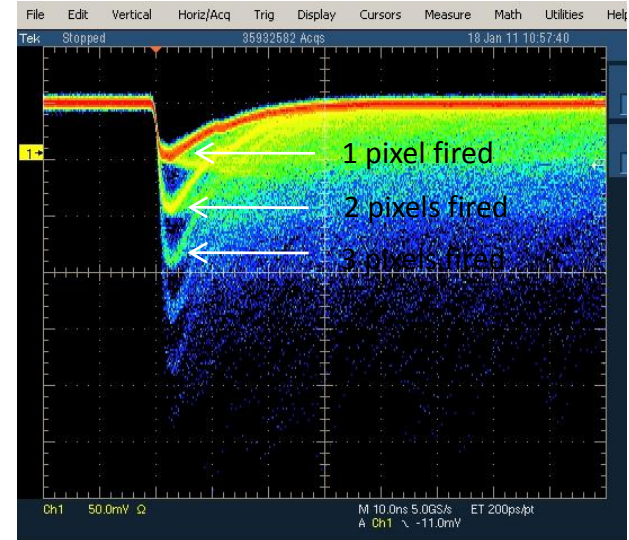 File Edit Vertical Horiz/Acq Trig Display Cursors Measure Math Utilities Help
Tek Stopped 35932582 Acqs 18 Jan 11 10:57:40
1 pixel fired
1
2 pixels fired
3 pixels fired
Ch1 50.0mV Ω M 10.0ns 5.0GS/s ET 200ps/pt
A Ch1 \ -11.0mV